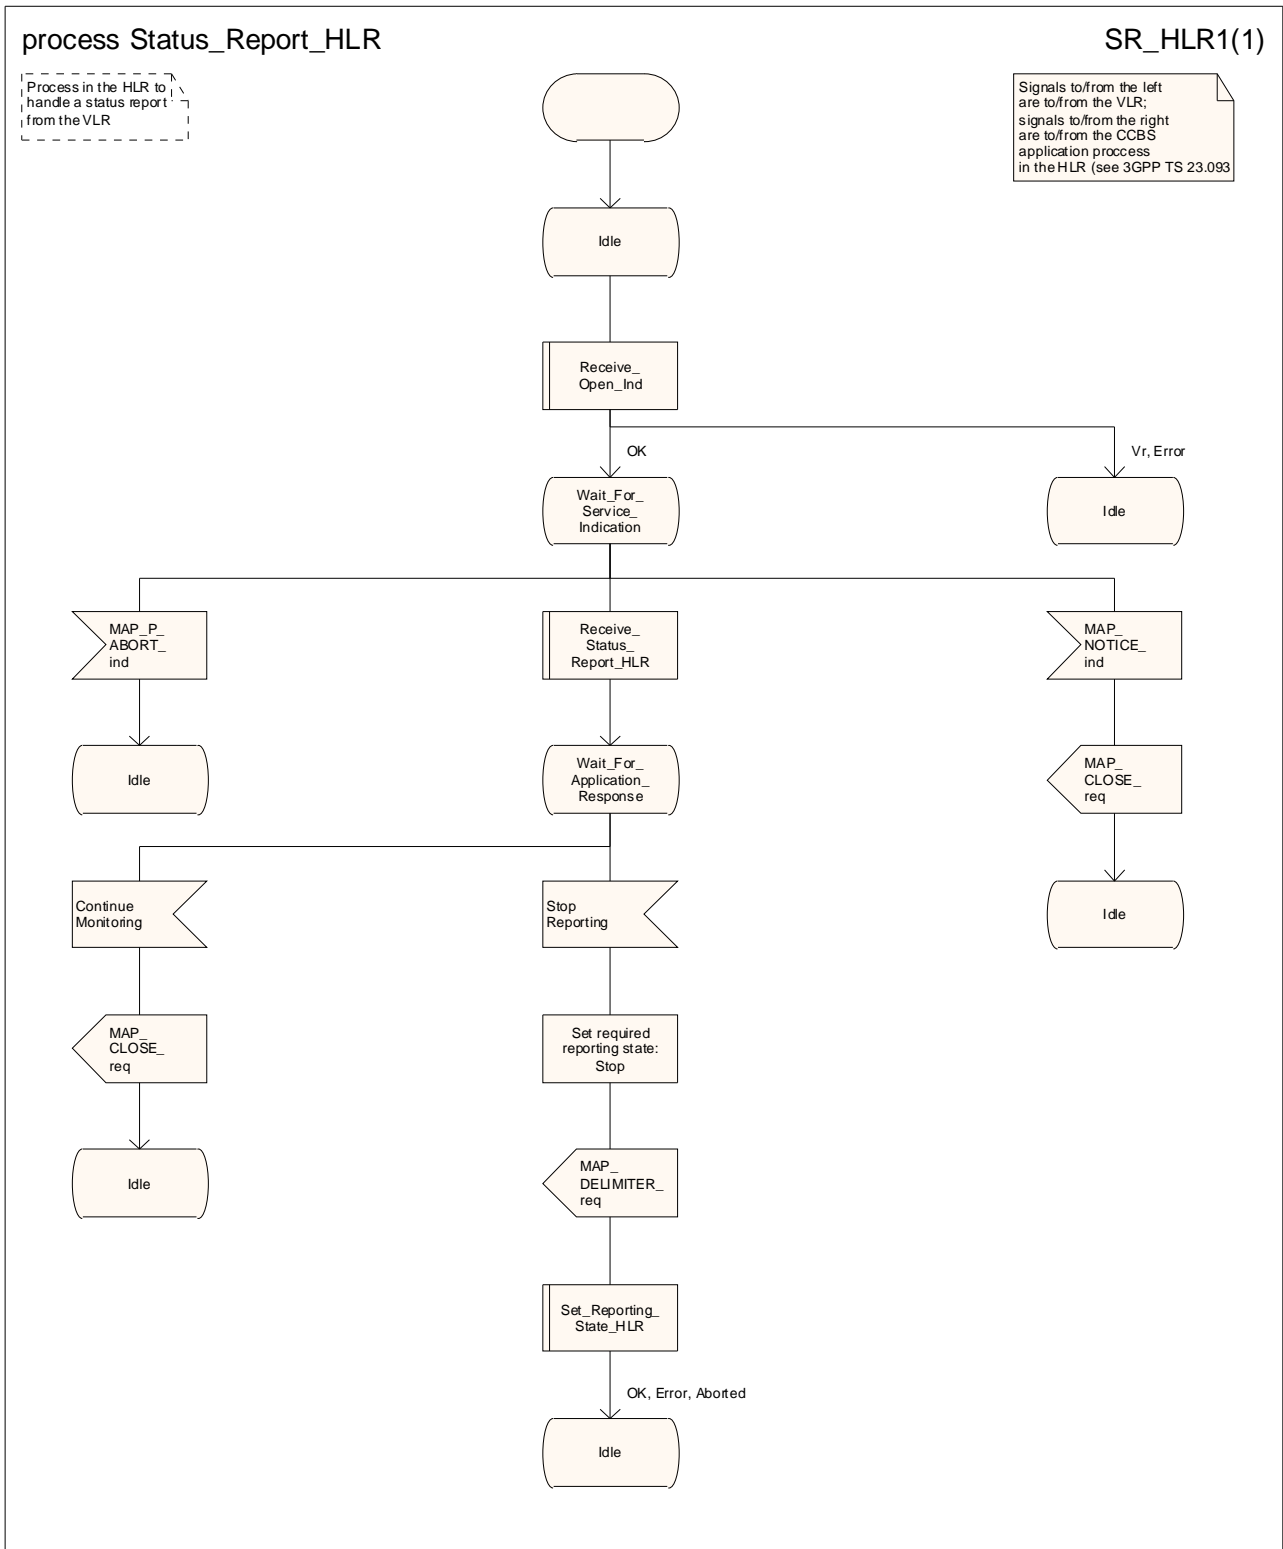 process Status_Report_HLR
SR_HLR1(1)
Process in the HLR to
handle a status report
from the VLR
Signals to/from the left
are to/from the VLR;
signals to/from the right
are to/from the CCBS
application proccess
in the HLR (see 3GPP TS 23.093
Idle
Receive_
Open_Ind
OK
Vr, Error
Wait_For_
Service_
Indication
Idle
MAP_P_
ABORT_
ind
Receive_
Status_
Report_HLR
MAP_
NOTICE_
ind
Idle
Wait_For_
Application_
Response
MAP_
CLOSE_
req
Continue
Monitoring
Stop
Reporting
Idle
MAP_
CLOSE_
req
Set required
reporting state:
Stop
Idle
MAP_
DELIMITER_
req
Set_Reporting_
State_HLR
OK, Error, Aborted
Idle